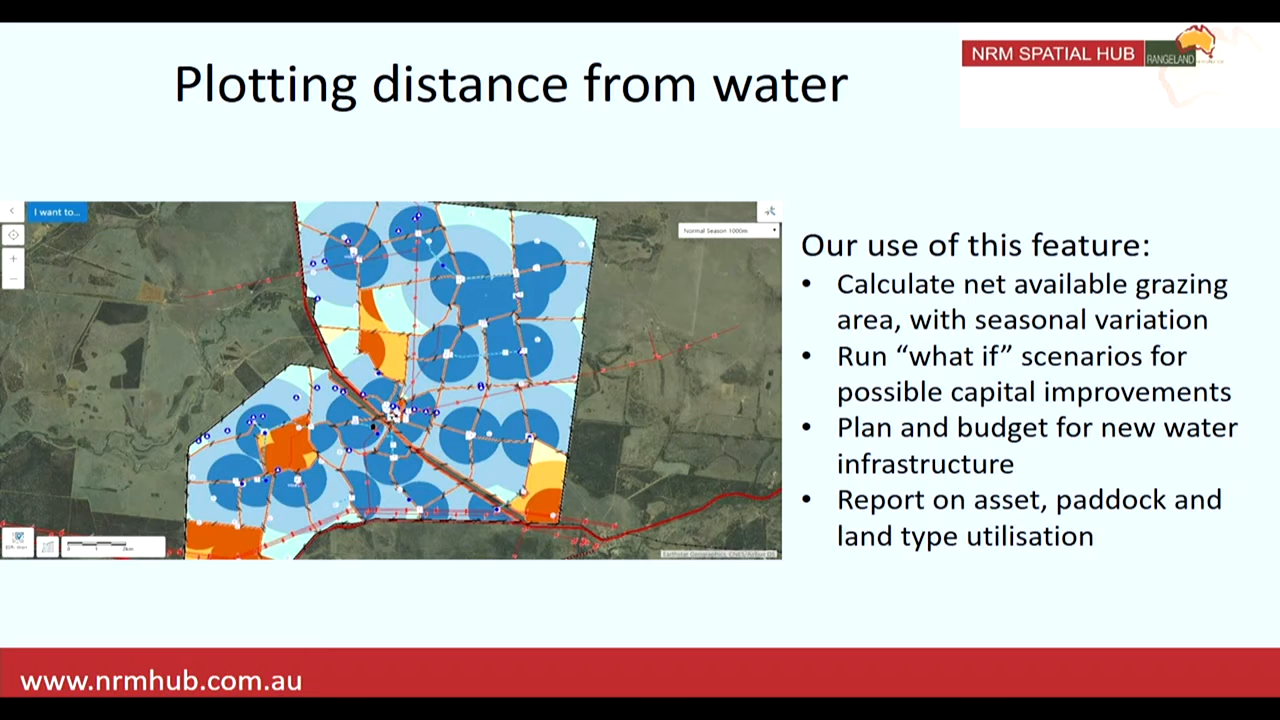 NRM SPATIAL HUB
RANGELAND
Plotting distance from water
I want to...
Normal Season 1000m
Our use of this feature:
• Calculate net available grazing
area, with seasonal variation
• Run “what if” scenarios for
possible capital improvements
• Plan and budget for new water
infrastructure
• Report on asset, paddock and
land type utilisation
www.nrmhub.com.au